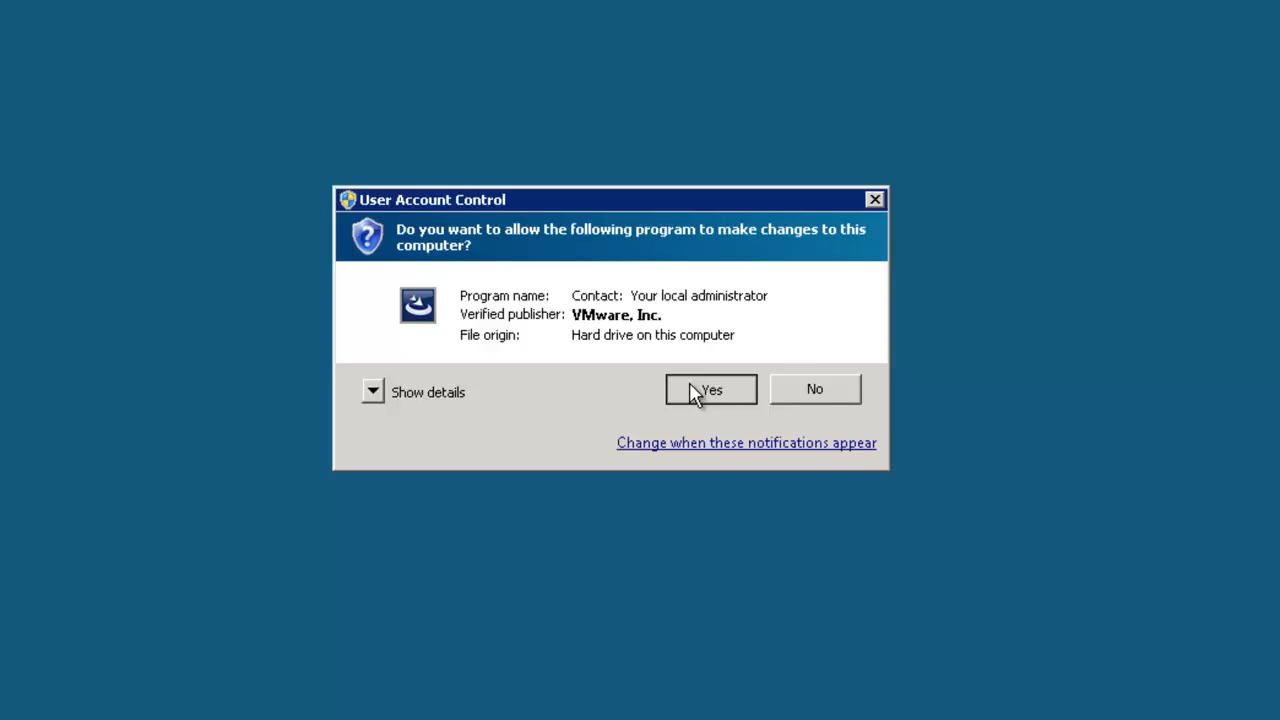 User Account Control
Do you want to allow the following program to make changes to this
computer?
Program name: Contact: Your local administrator
Verified publisher: VMware, Inc.
File origin: Hard drive on this computer
Show details
Yes
No
Change when these notifications appear